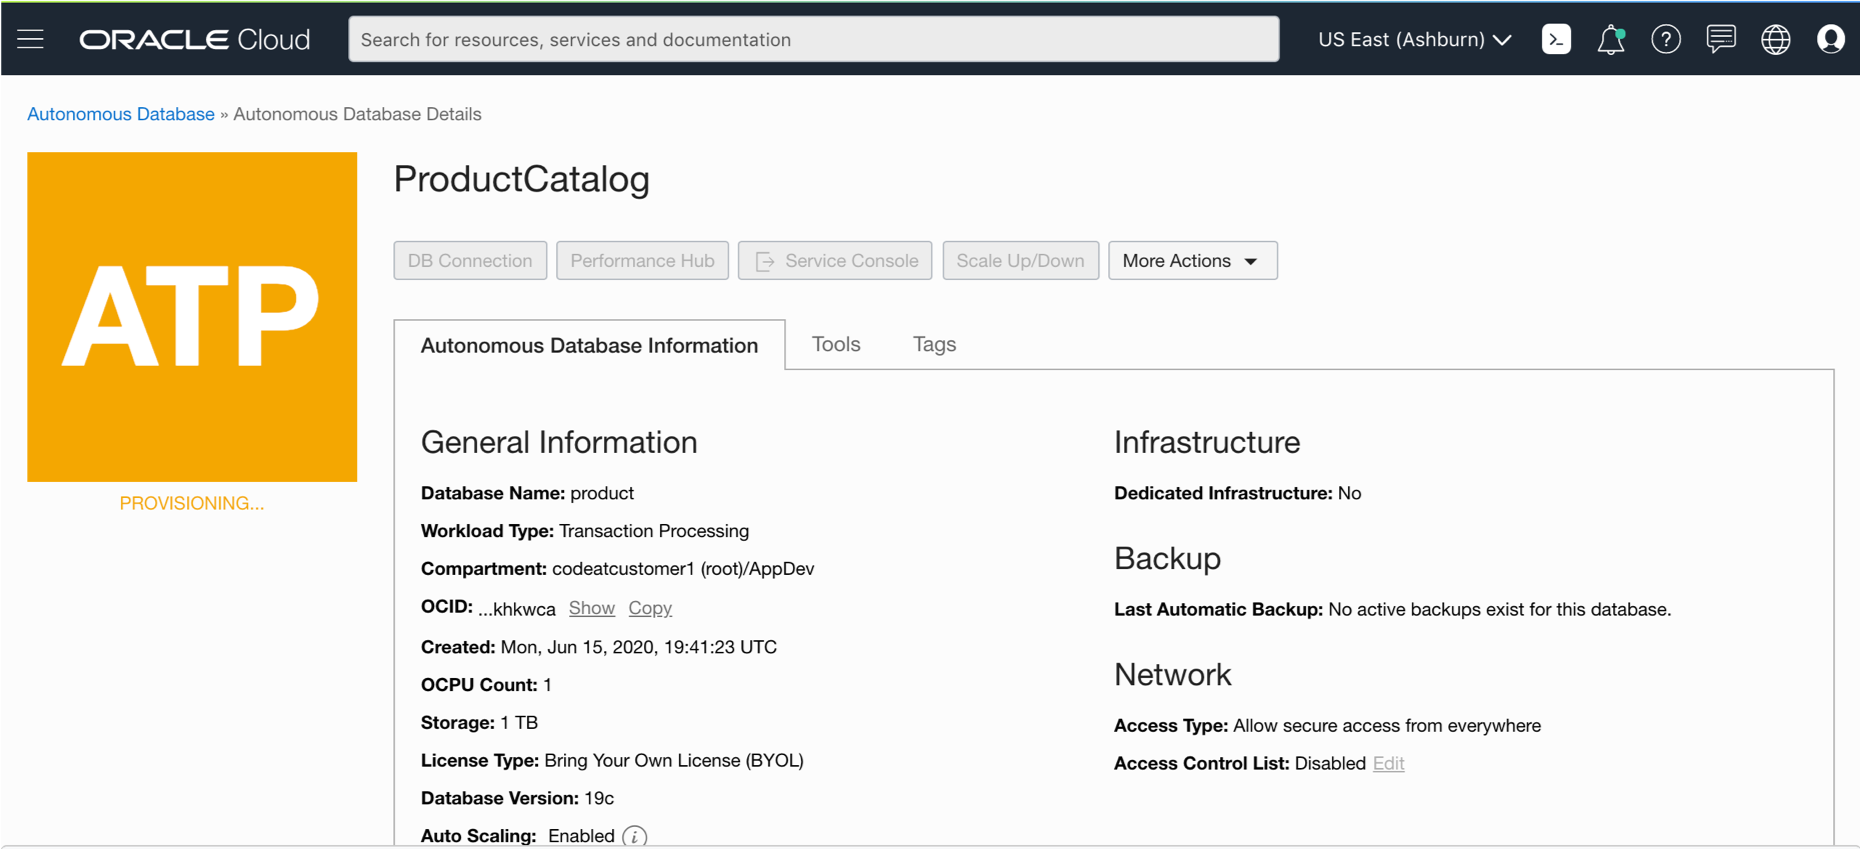 ORACLE Cloud
Search for resources, services and documentation
US East (Ashburn)
Autonomous Database » Autonomous Database Details
ATP
PROVISIONING...
ProductCatalog
DB Connection
Performance Hub
Service Console
Scale Up/Down
More Actions
Autonomous Database Information
Tools
Tags
General Information
Database Name: product
Workload Type: Transaction Processing
Compartment: codeatcustomer1 (root)/AppDev
OCID: ...khkwca Show Copy
Created: Mon, Jun 15, 2020, 19:41:23 UTC
OCPU Count: 1
Storage: 1 TB
License Type: Bring Your Own License (BYOL)
Database Version: 19c
Auto Scaling: Enabled i
Infrastructure
Dedicated Infrastructure: No
Backup
Last Automatic Backup: No active backups exist for this database.
Network
Access Type: Allow secure access from everywhere
Access Control List: Disabled Edit